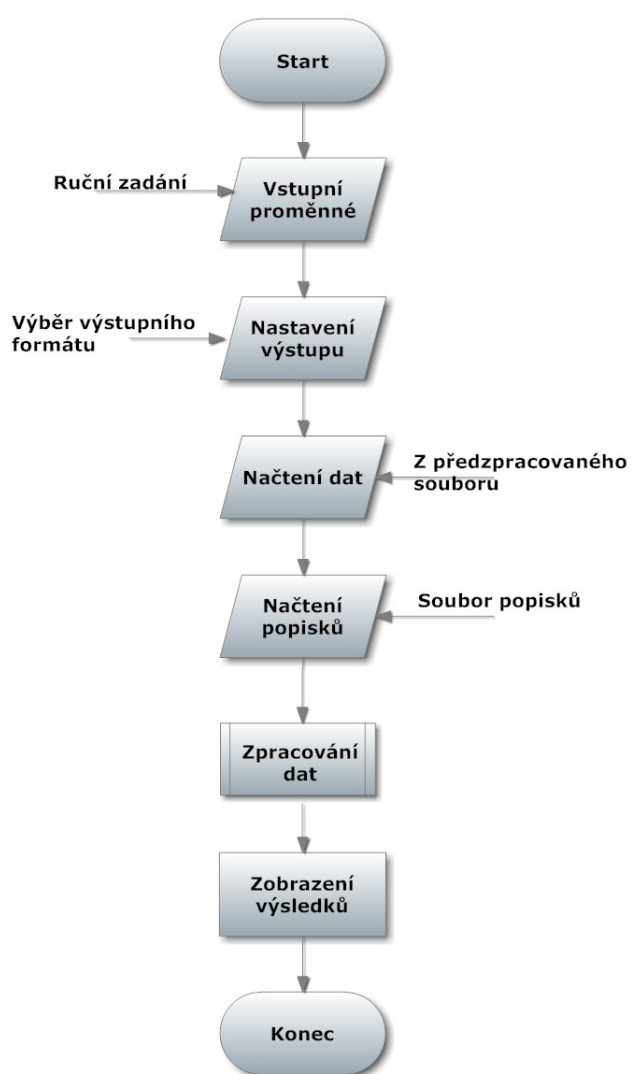 Start
Ruční zadání
Vstupní
proměnné
Výběr výstupního
formátu
Nastavení
výstupu
Načtení dat
Z předzpracovaného
souboru
Načtení
popisků
Soubor popisků
Zpracování
dat
Zobrazení
výsledků
Konec